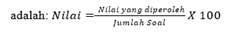 adalah: Nilai = Nilai yang diperoleh / Jumlah Soal X 100